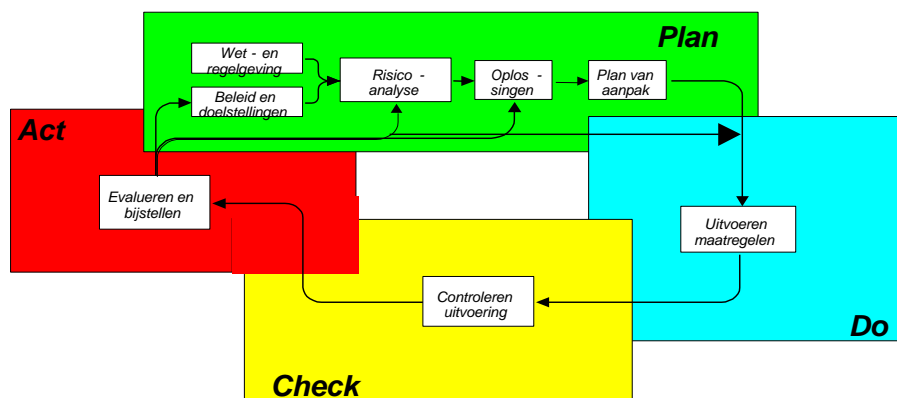 Plan
Wet - en
regelgeving
Beleid en
doelstellingen
Risico -
analyse
Oplos -
singen
Plan van
aanpak
Act
Evalueren en
bijstellen
Uitvoeren
maatregelen
Do
Controleren
uitvoering
Check